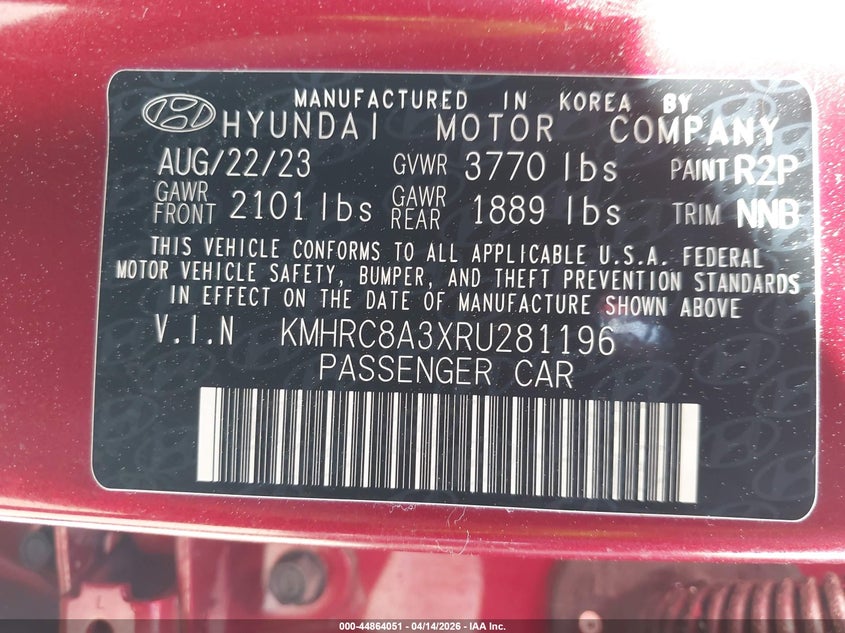 MANUFACTURED IN KOREA BY
HYUNDAI MOTOR COMPANY
AUG/22/23 GVWR 3770 lbs PAINT R2P
GAWR FRONT 2101 lbs GAWR REAR 1889 lbs TRIM NNB
THIS VEHICLE CONFORMS TO ALL APPLICABLE U.S.A. FEDERAL
MOTOR VEHICLE SAFETY, BUMPER, AND THEFT PREVENTION STANDARDS
IN EFFECT ON THE DATE OF MANUFACTURE SHOWN ABOVE
V.I.N KMHRC8A3XRU281196
PASSENGER CAR
000-44864051 - 04/14/2026 - IAA Inc.